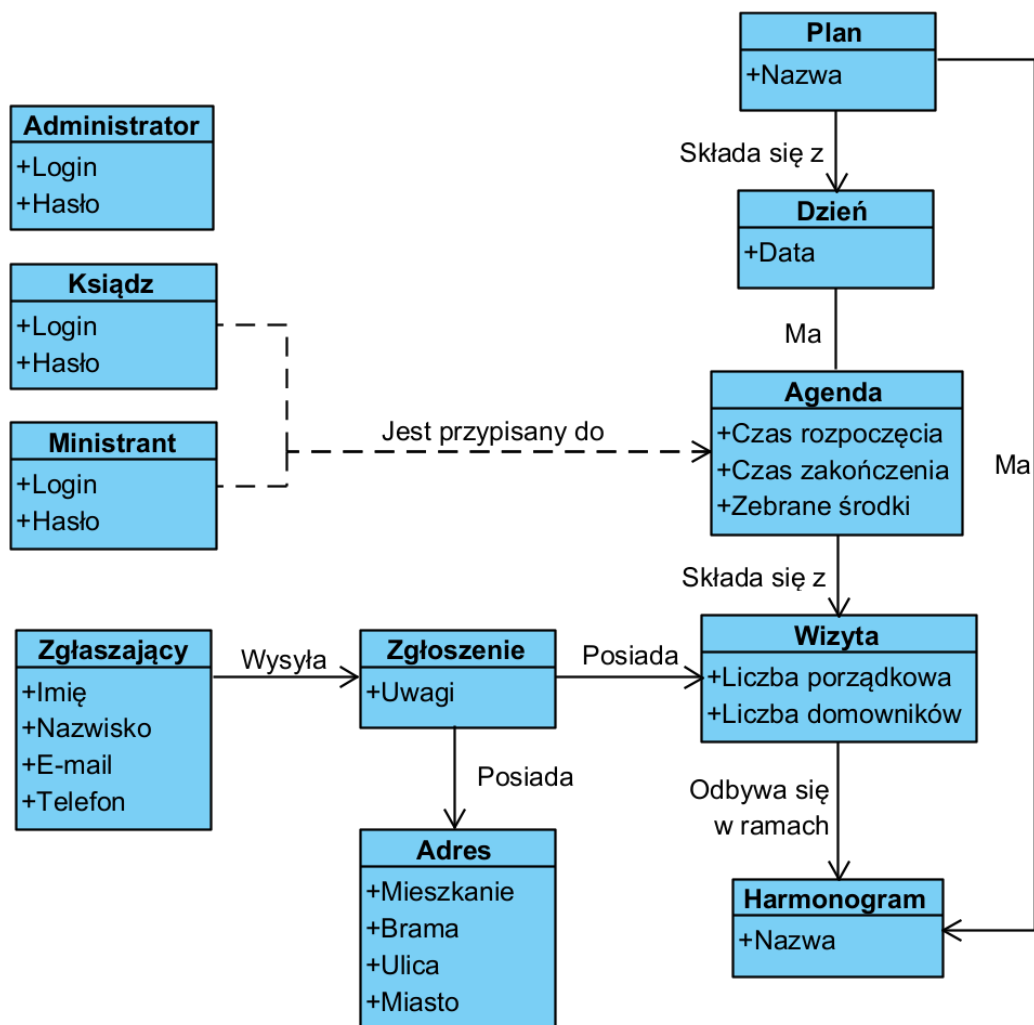 Plan
+Nazwa
Składa się z
Dzień
+Data
Ma
Administrator
+Login
+Hasło
Ksiądz
+Login
+Hasło
Ministrant
+Login
+Hasło
Jest przypisany do
Agenda
+Czas rozpoczęcia
+Czas zakończenia
+Zebrane środki
Ma
Składa się z
Zgłaszający
+Imię
+Nazwisko
+E-mail
+Telefon
Wysyła
Zgłoszenie
+Uwagi
Posiada
Wizyta
+Liczba porządkowa
+Liczba domowników
Posiada
Adres
+Mieszkanie
+Brama
+Ulica
+Miasto
Odbywa się
w ramach
Harmonogram
+Nazwa